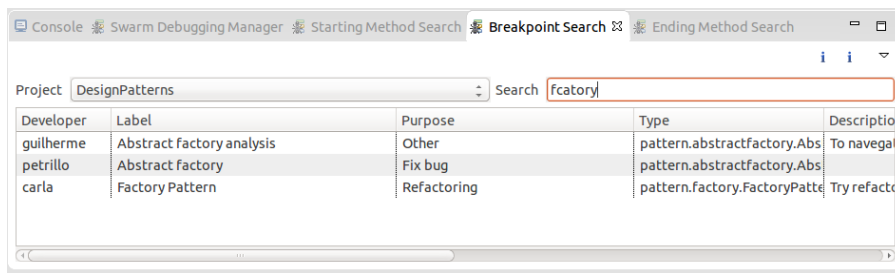 Console Swarm Debugging Manager Starting Method Search Breakpoint Search Ending Method Search
Project DesignPatterns Search fcatory
Developer Label Purpose Type Descriptio
guilherme Abstract factory analysis Other pattern.abstractfactory.Abs To navegat
petrillo Abstract factory Fix bug pattern.abstractfactory.Abs
carla Factory Pattern Refactoring pattern.factory.FactoryPatte Try refacto